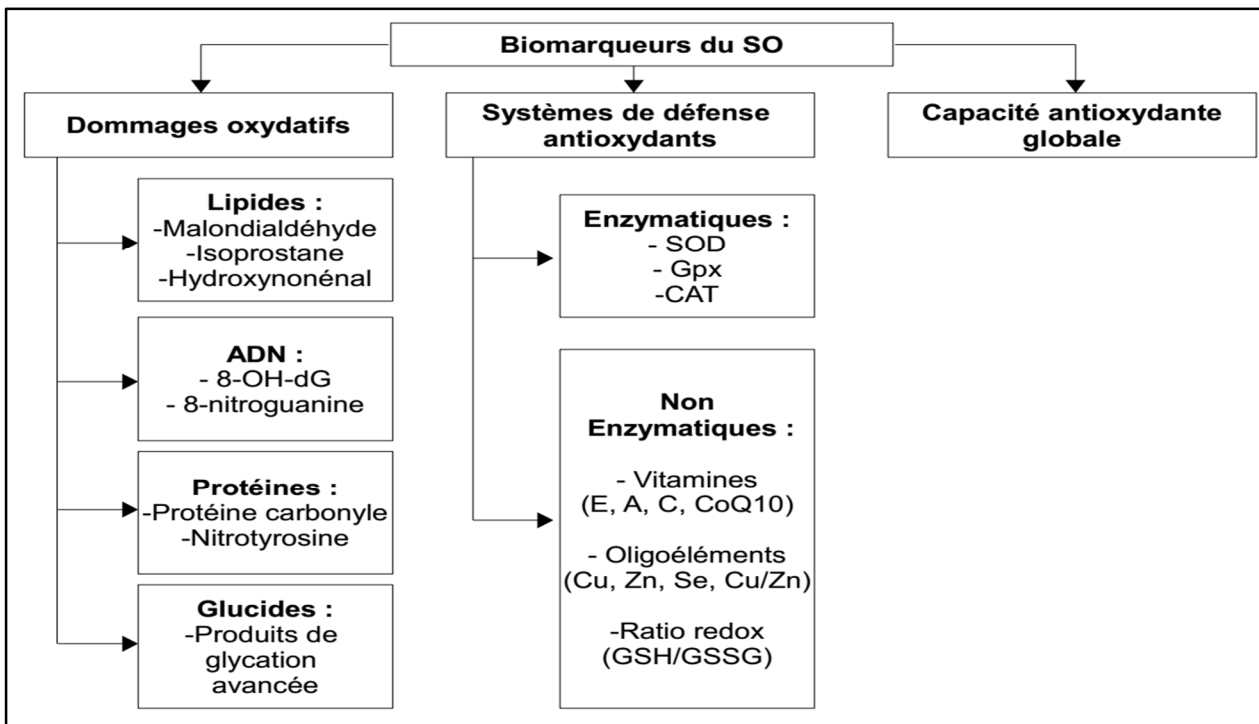 Biomarqueurs du SO
Dommages oxydatifs
Lipides :
-Malondialdéhyde
-Isoprostane
-Hydroxynonénal
ADN :
- 8-OH-dG
- 8-nitroguanine
Protéines :
-Protéine carbonyle
-Nitrotyrosine
Glucides :
-Produits de
glycation
avancée
Systèmes de défense
antioxydants
Enzymatiques :
- SOD
- Gpx
-CAT
Non
Enzymatiques :
- Vitamines
(E, A, C, CoQ10)
- Oligoéléments
(Cu, Zn, Se, Cu/Zn)
-Ratio redox
(GSH/GSSG)
Capacité antioxydante
globale